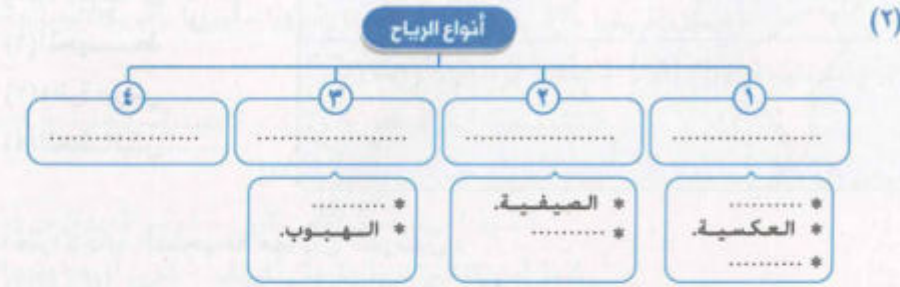 (٢)
أنواع الرياح
١ ٢ ٣ ٤
.................... .................... .................... ....................
* ..........
* العكسية.
* ..........
* الصيفية.
* ..........
* ..........
* الهبوب.